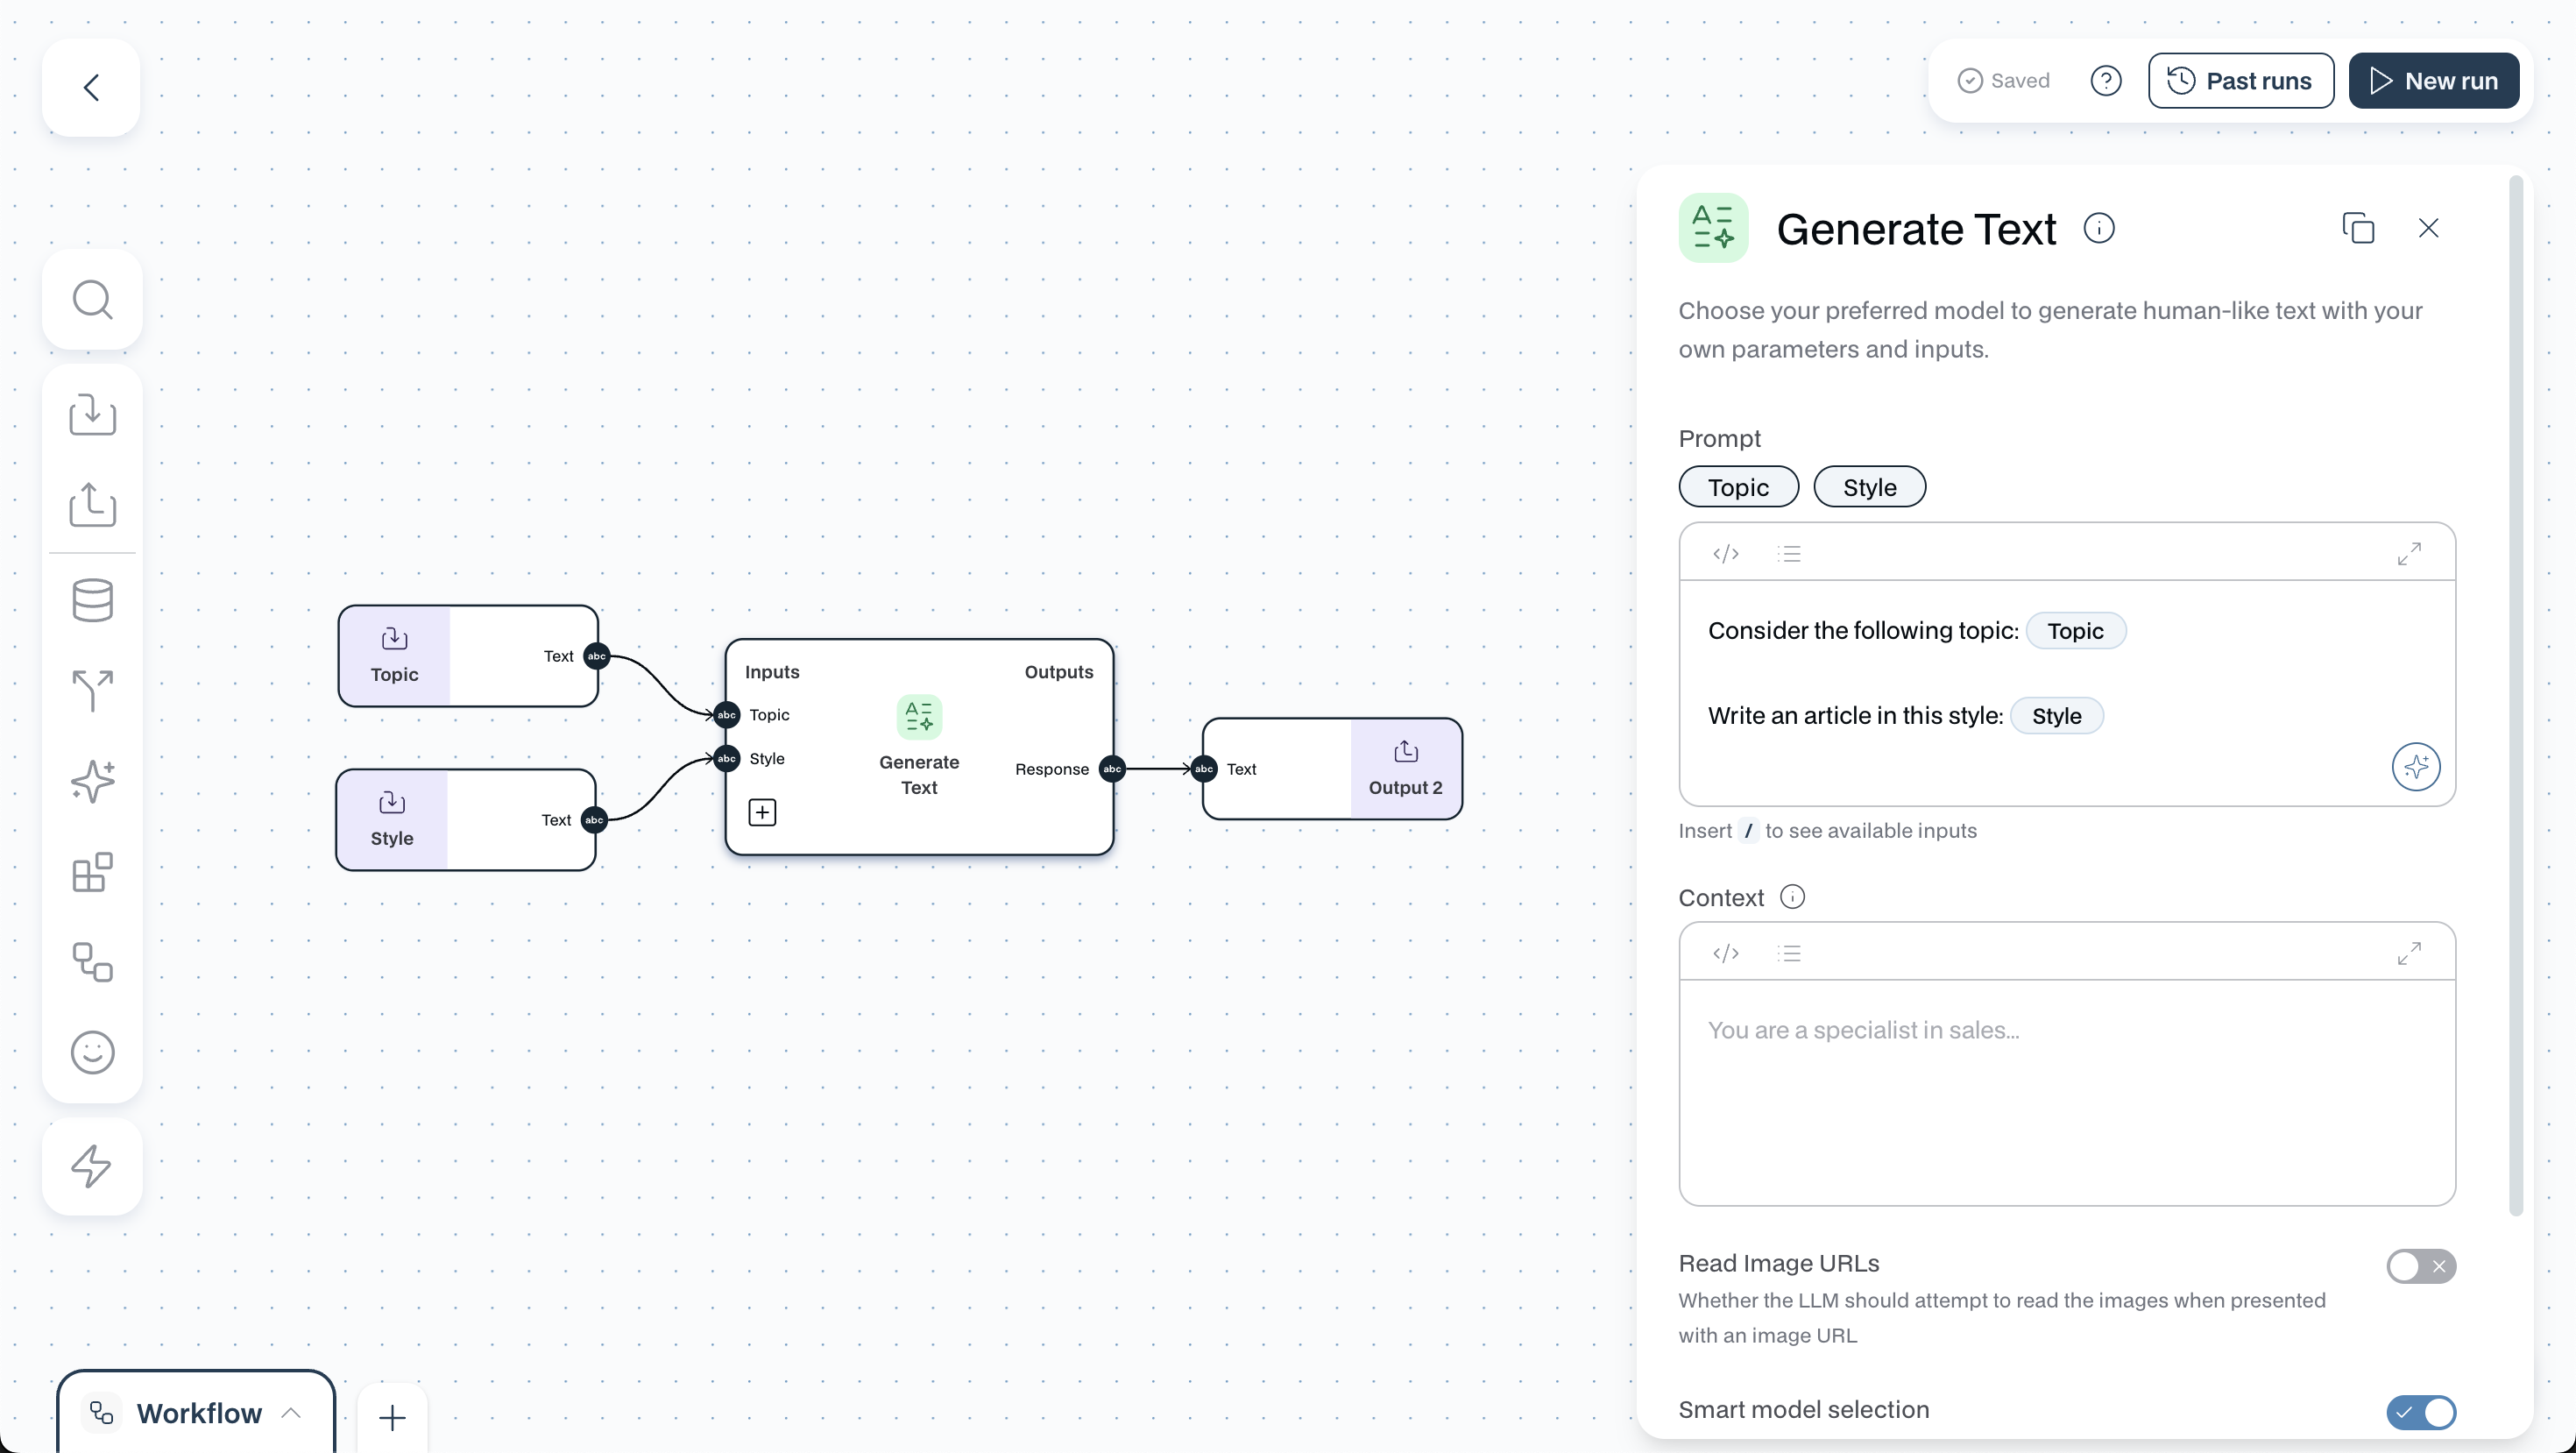 Saved
Past runs
New run
Generate Text
Choose your preferred model to generate human-like text with your
own parameters and inputs.
Prompt
Topic
Style
Consider the following topic: Topic
Write an article in this style: Style
Insert / to see available inputs
Context
You are a specialist in sales...
Read Image URLs
Whether the LLM should attempt to read the images when presented
with an image URL
Smart model selection
Topic
Text
abc
Style
Text
abc
Inputs
Outputs
abc
Topic
abc
Style
Generate
Text
Response
abc
abc
Text
Output 2
Workflow